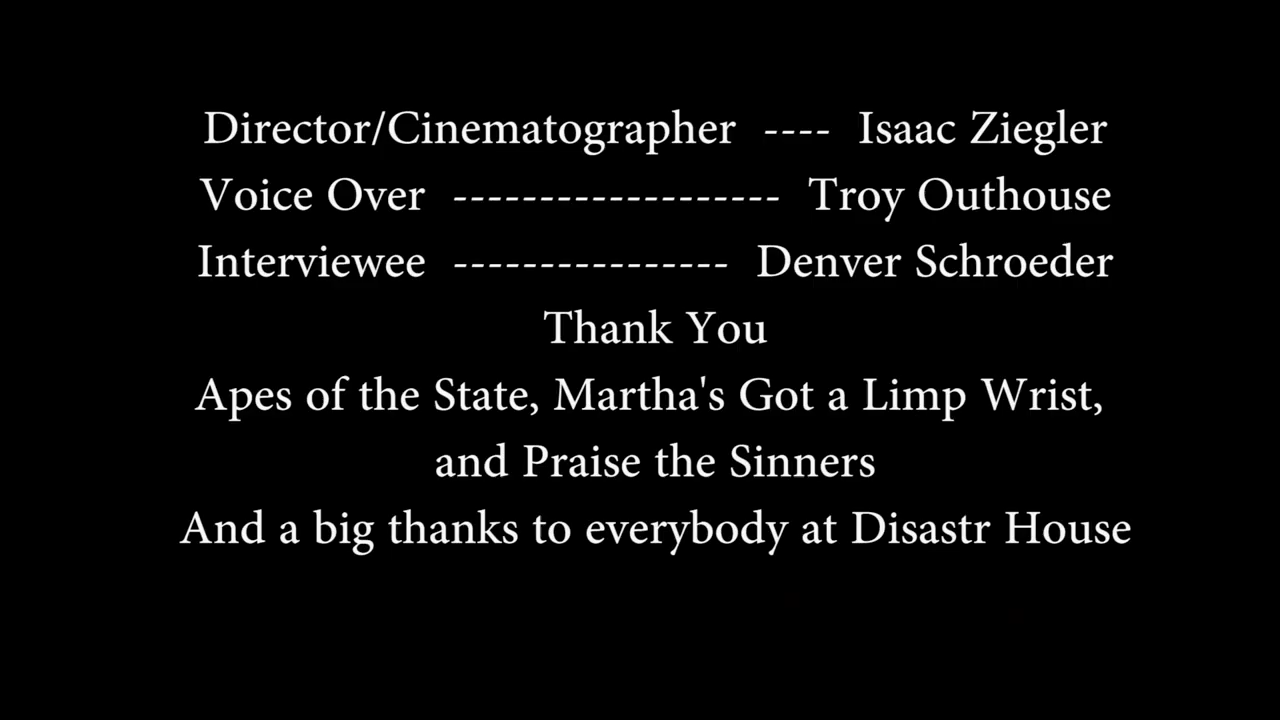 Director/Cinematographer ---- Isaac Ziegler
Voice Over ------------------- Troy Outhouse
Interviewee ---------------- Denver Schroeder
Thank You
Apes of the State, Martha's Got a Limp Wrist,
and Praise the Sinners
And a big thanks to everybody at Disastr House